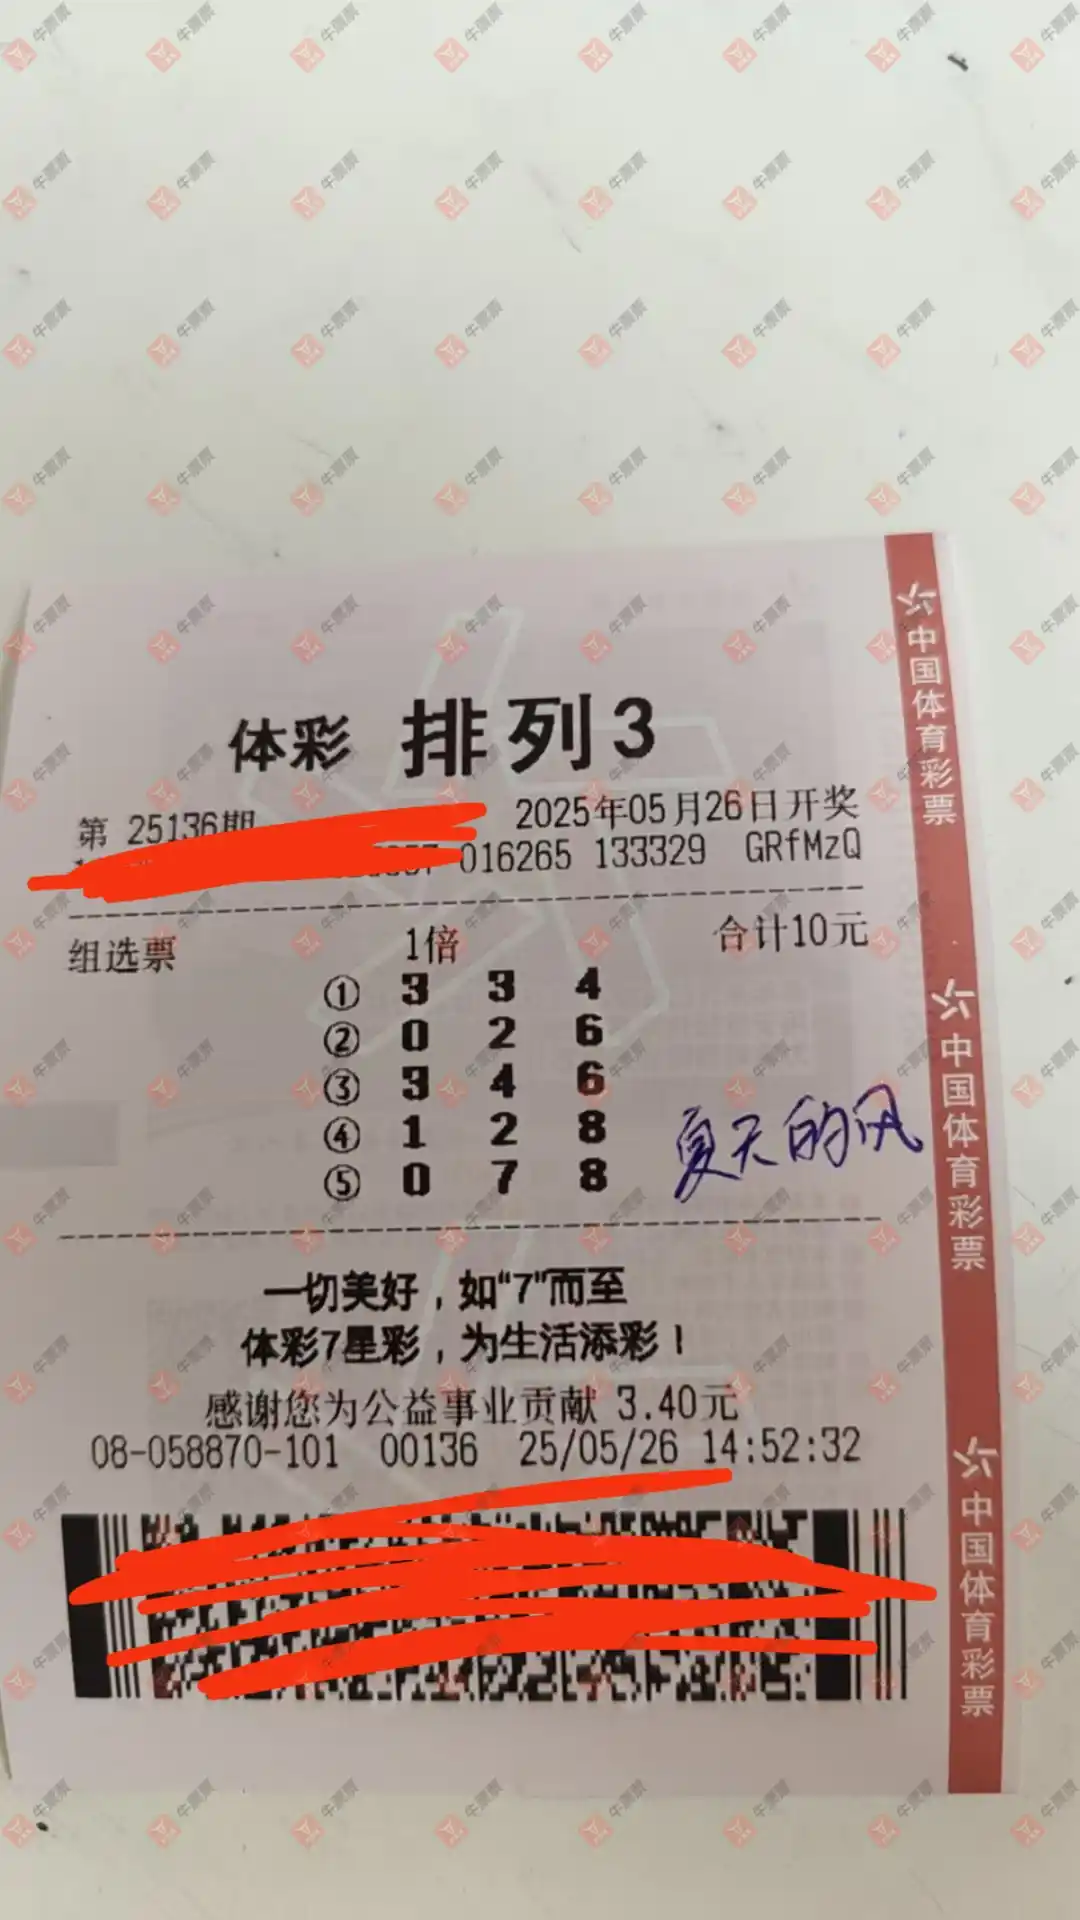 体彩 排列3
第 25136期 2025年05月26日开奖
016265 133329 GRfMzQ
组选票 1倍 合计10元
① 3 3 4
② 0 2 6
③ 3 4 6
④ 1 2 8
⑤ 0 7 8
夏天的风
一切美好，如“7”而至
体彩7星彩，为生活添彩！
感谢您为公益事业贡献 3.40元
08-058870-101 00136 25/05/26 14:52:32
中国体育彩票
中国体育彩票
中国体育彩票
牛票票